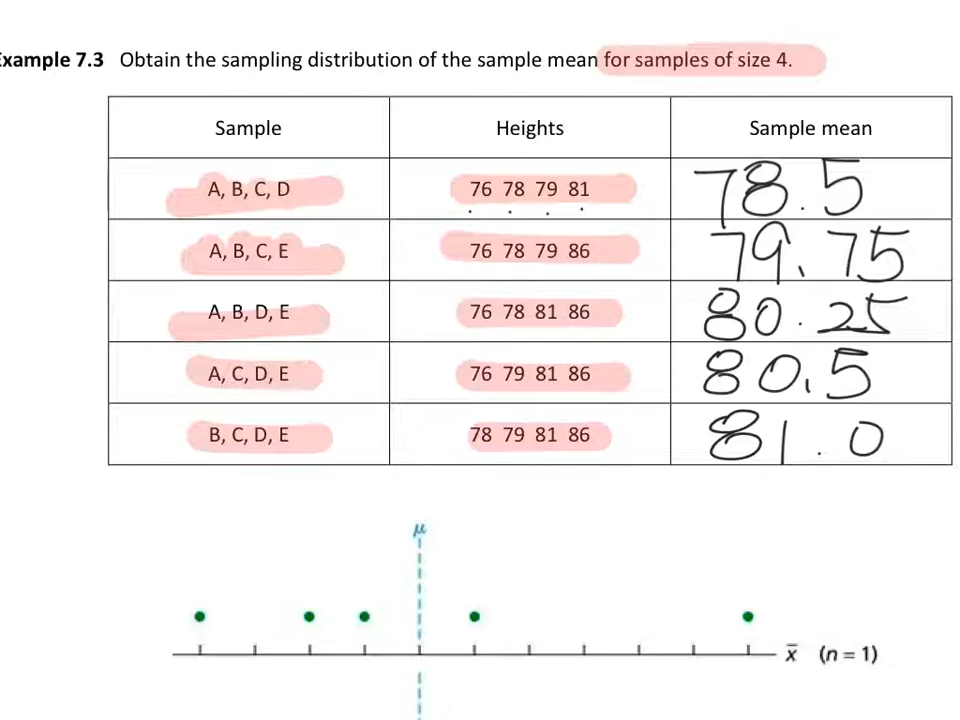 xample 7.3 Obtain the sampling distribution of the sample mean for samples of size 4.
Sample Heights Sample mean
A, B, C, D 76 78 79 81 78.5
A, B, C, E 76 78 79 86 79.75
A, B, D, E 76 78 81 86 80.25
A, C, D, E 76 79 81 86 80.5
B, C, D, E 78 79 81 86 81.0
μ
x̄ (n = 1)